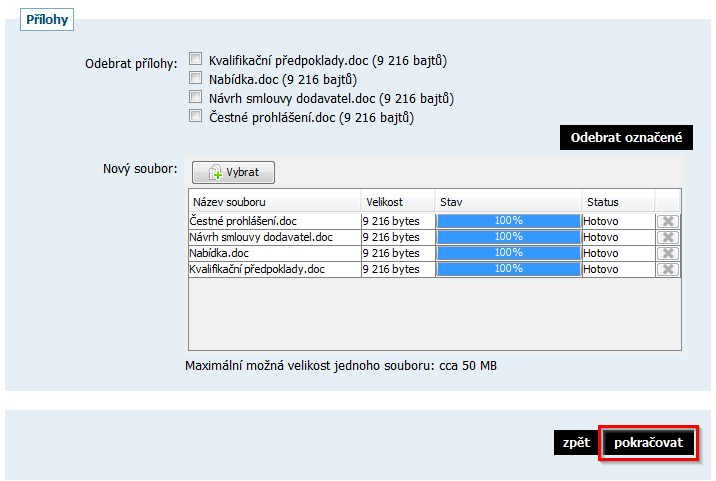 Přílohy
Odebrat přílohy:
Kvalifikační předpoklady.doc (9 216 bajtů)
Nabídka.doc (9 216 bajtů)
Návrh smlouvy dodavatel.doc (9 216 bajtů)
Čestné prohlášení.doc (9 216 bajtů)
Odebrat označené
Nový soubor: Vybrat
Název souboru Velikost Stav Status
Čestné prohlášení.doc 9 216 bytes 100% Hotovo
Návrh smlouvy dodavatel.doc 9 216 bytes 100% Hotovo
Nabídka.doc 9 216 bytes 100% Hotovo
Kvalifikační předpoklady.doc 9 216 bytes 100% Hotovo
Maximální možná velikost jednoho souboru: cca 50 MB
zpět pokračovat